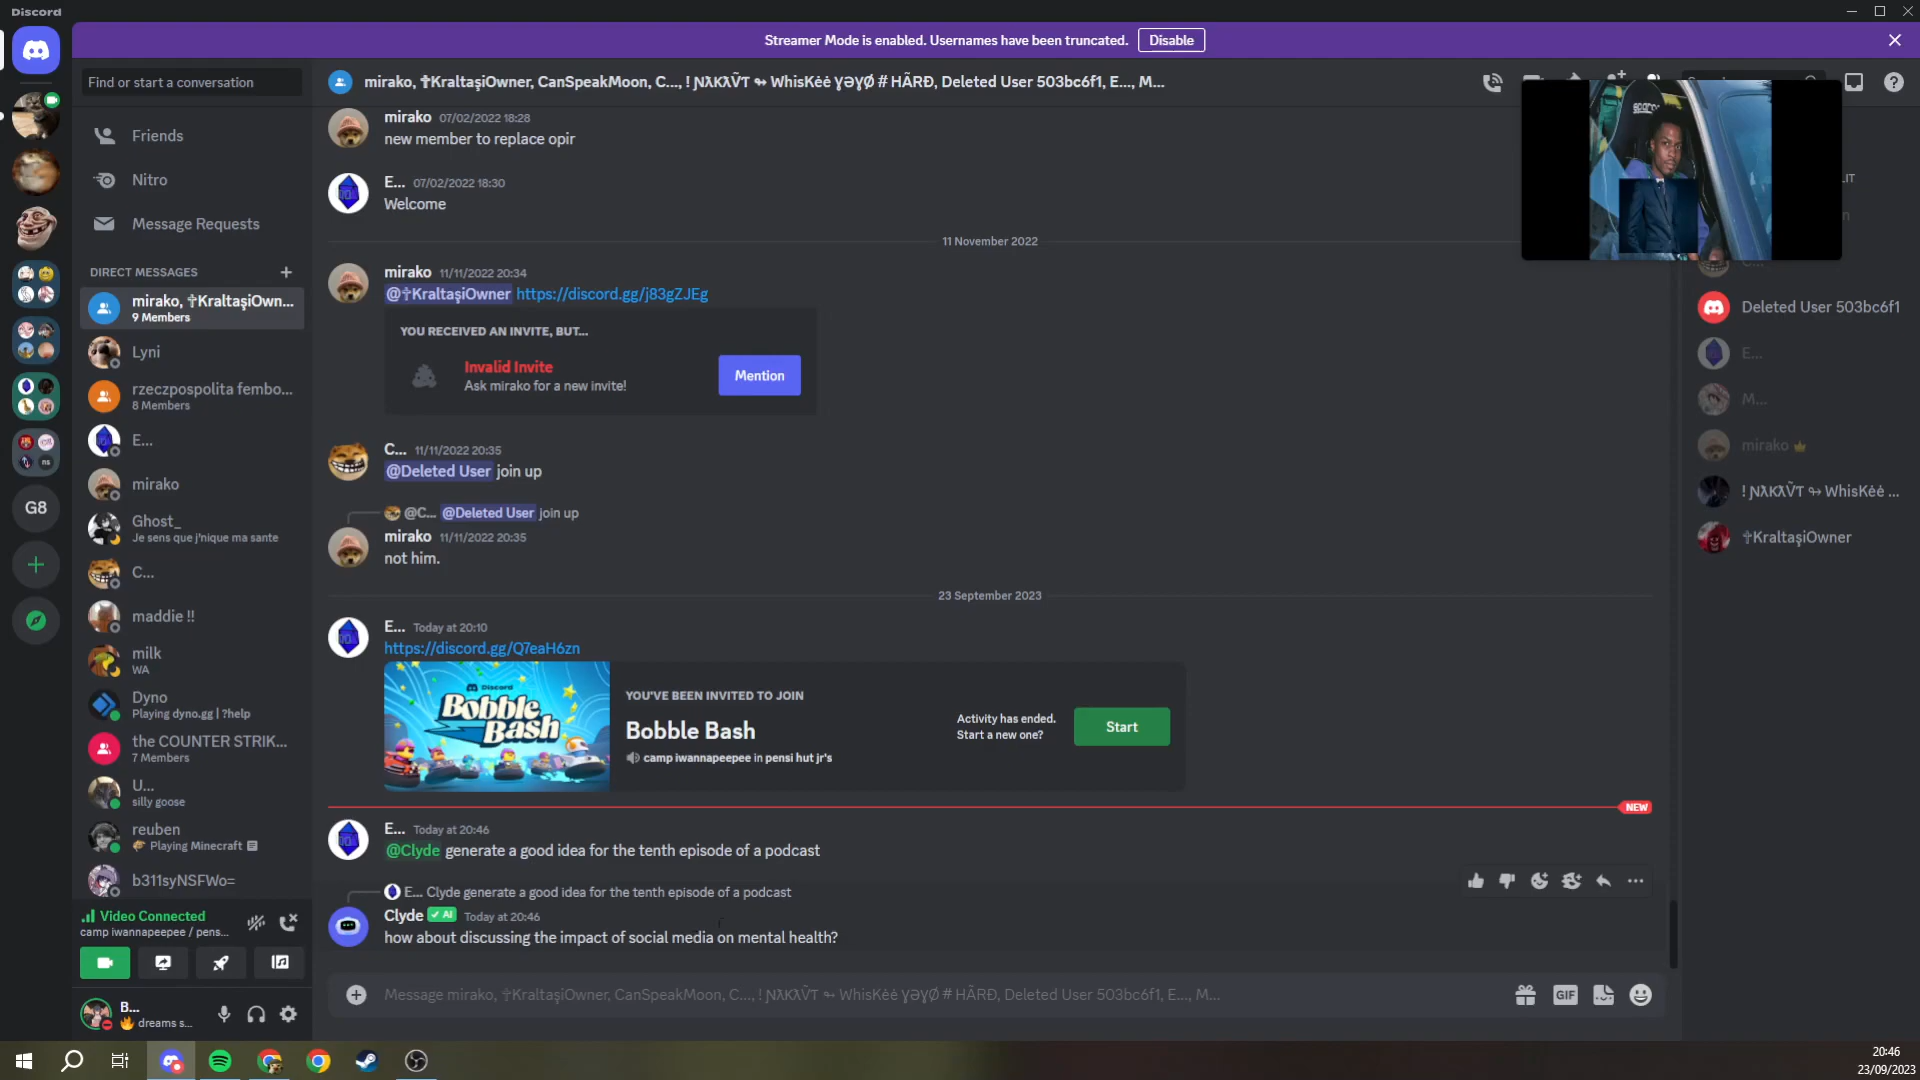 Discord
Streamer Mode is enabled. Usernames have been truncated.
Disable
Find or start a conversation
mirako, ✞KraltaşiOwner, CanSpeakMoon, C..., ! ƝƛƘƛṼƬ ↬ WhisKėė ƔƏƔØ # HÃRÐ, Deleted User 503bc6f1, E..., M...
Friends
Nitro
Message Requests
DIRECT MESSAGES
mirako, ✞KraltaşiOwn...
9 Members
Lyni
rzeczpospolita fembo...
8 Members
E...
mirako
Ghost_
Je sens que j'nique ma sante
C...
maddie !!
milk
WA
Dyno
Playing dyno.gg | ?help
the COUNTER STRIK...
7 Members
U...
silly goose
reuben
Playing Minecraft
b311syNSFWo=
Video Connected
camp iwannapeepee / pens...
B...
🔥 dreams s...
G8
mirako 07/02/2022 18:28
new member to replace opir
E... 07/02/2022 18:30
Welcome
11 November 2022
mirako 11/11/2022 20:34
@✞KraltaşiOwner https://discord.gg/j83gZJEg
YOU RECEIVED AN INVITE, BUT...
Invalid Invite
Ask mirako for a new invite!
Mention
C... 11/11/2022 20:35
@Deleted User join up
@C... @Deleted User join up
mirako 11/11/2022 20:35
not him.
23 September 2023
E... Today at 20:10
https://discord.gg/Q7eaH6zn
Discord
Bobble
Bash
YOU'VE BEEN INVITED TO JOIN
Bobble Bash
camp iwannapeepee in pensi hut jr's
Activity has ended.
Start a new one?
Start
NEW
E... Today at 20:46
@Clyde generate a good idea for the tenth episode of a podcast
E... Clyde generate a good idea for the tenth episode of a podcast
Clyde ✓ AI Today at 20:46
how about discussing the impact of social media on mental health?
Message mirako, ✞KraltaşiOwner, CanSpeakMoon, C..., ! ƝƛƘƛṼƬ ↬ WhisKėė ƔƏƔØ # HÃRÐ, Deleted User 503bc6f1, E..., M...
GIF
sparco
Deleted User 503bc6f1
E...
M...
mirako
! ƝƛƘƛṼƬ ↬ WhisKėė ...
✞KraltaşiOwner
20:46
23/09/2023